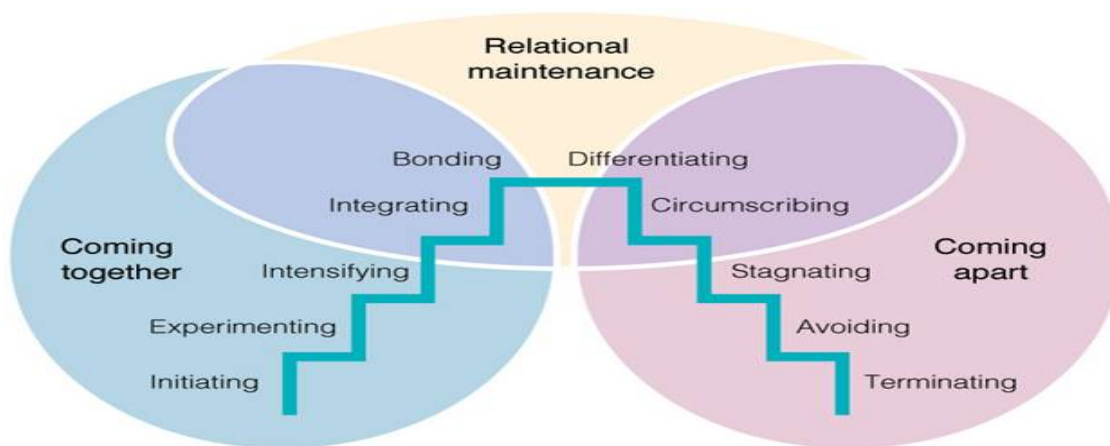 Relational
maintenance
Bonding
Differentiating
Integrating
Circumscribing
Coming
together
Coming
apart
Intensifying
Stagnating
Experimenting
Avoiding
Initiating
Terminating